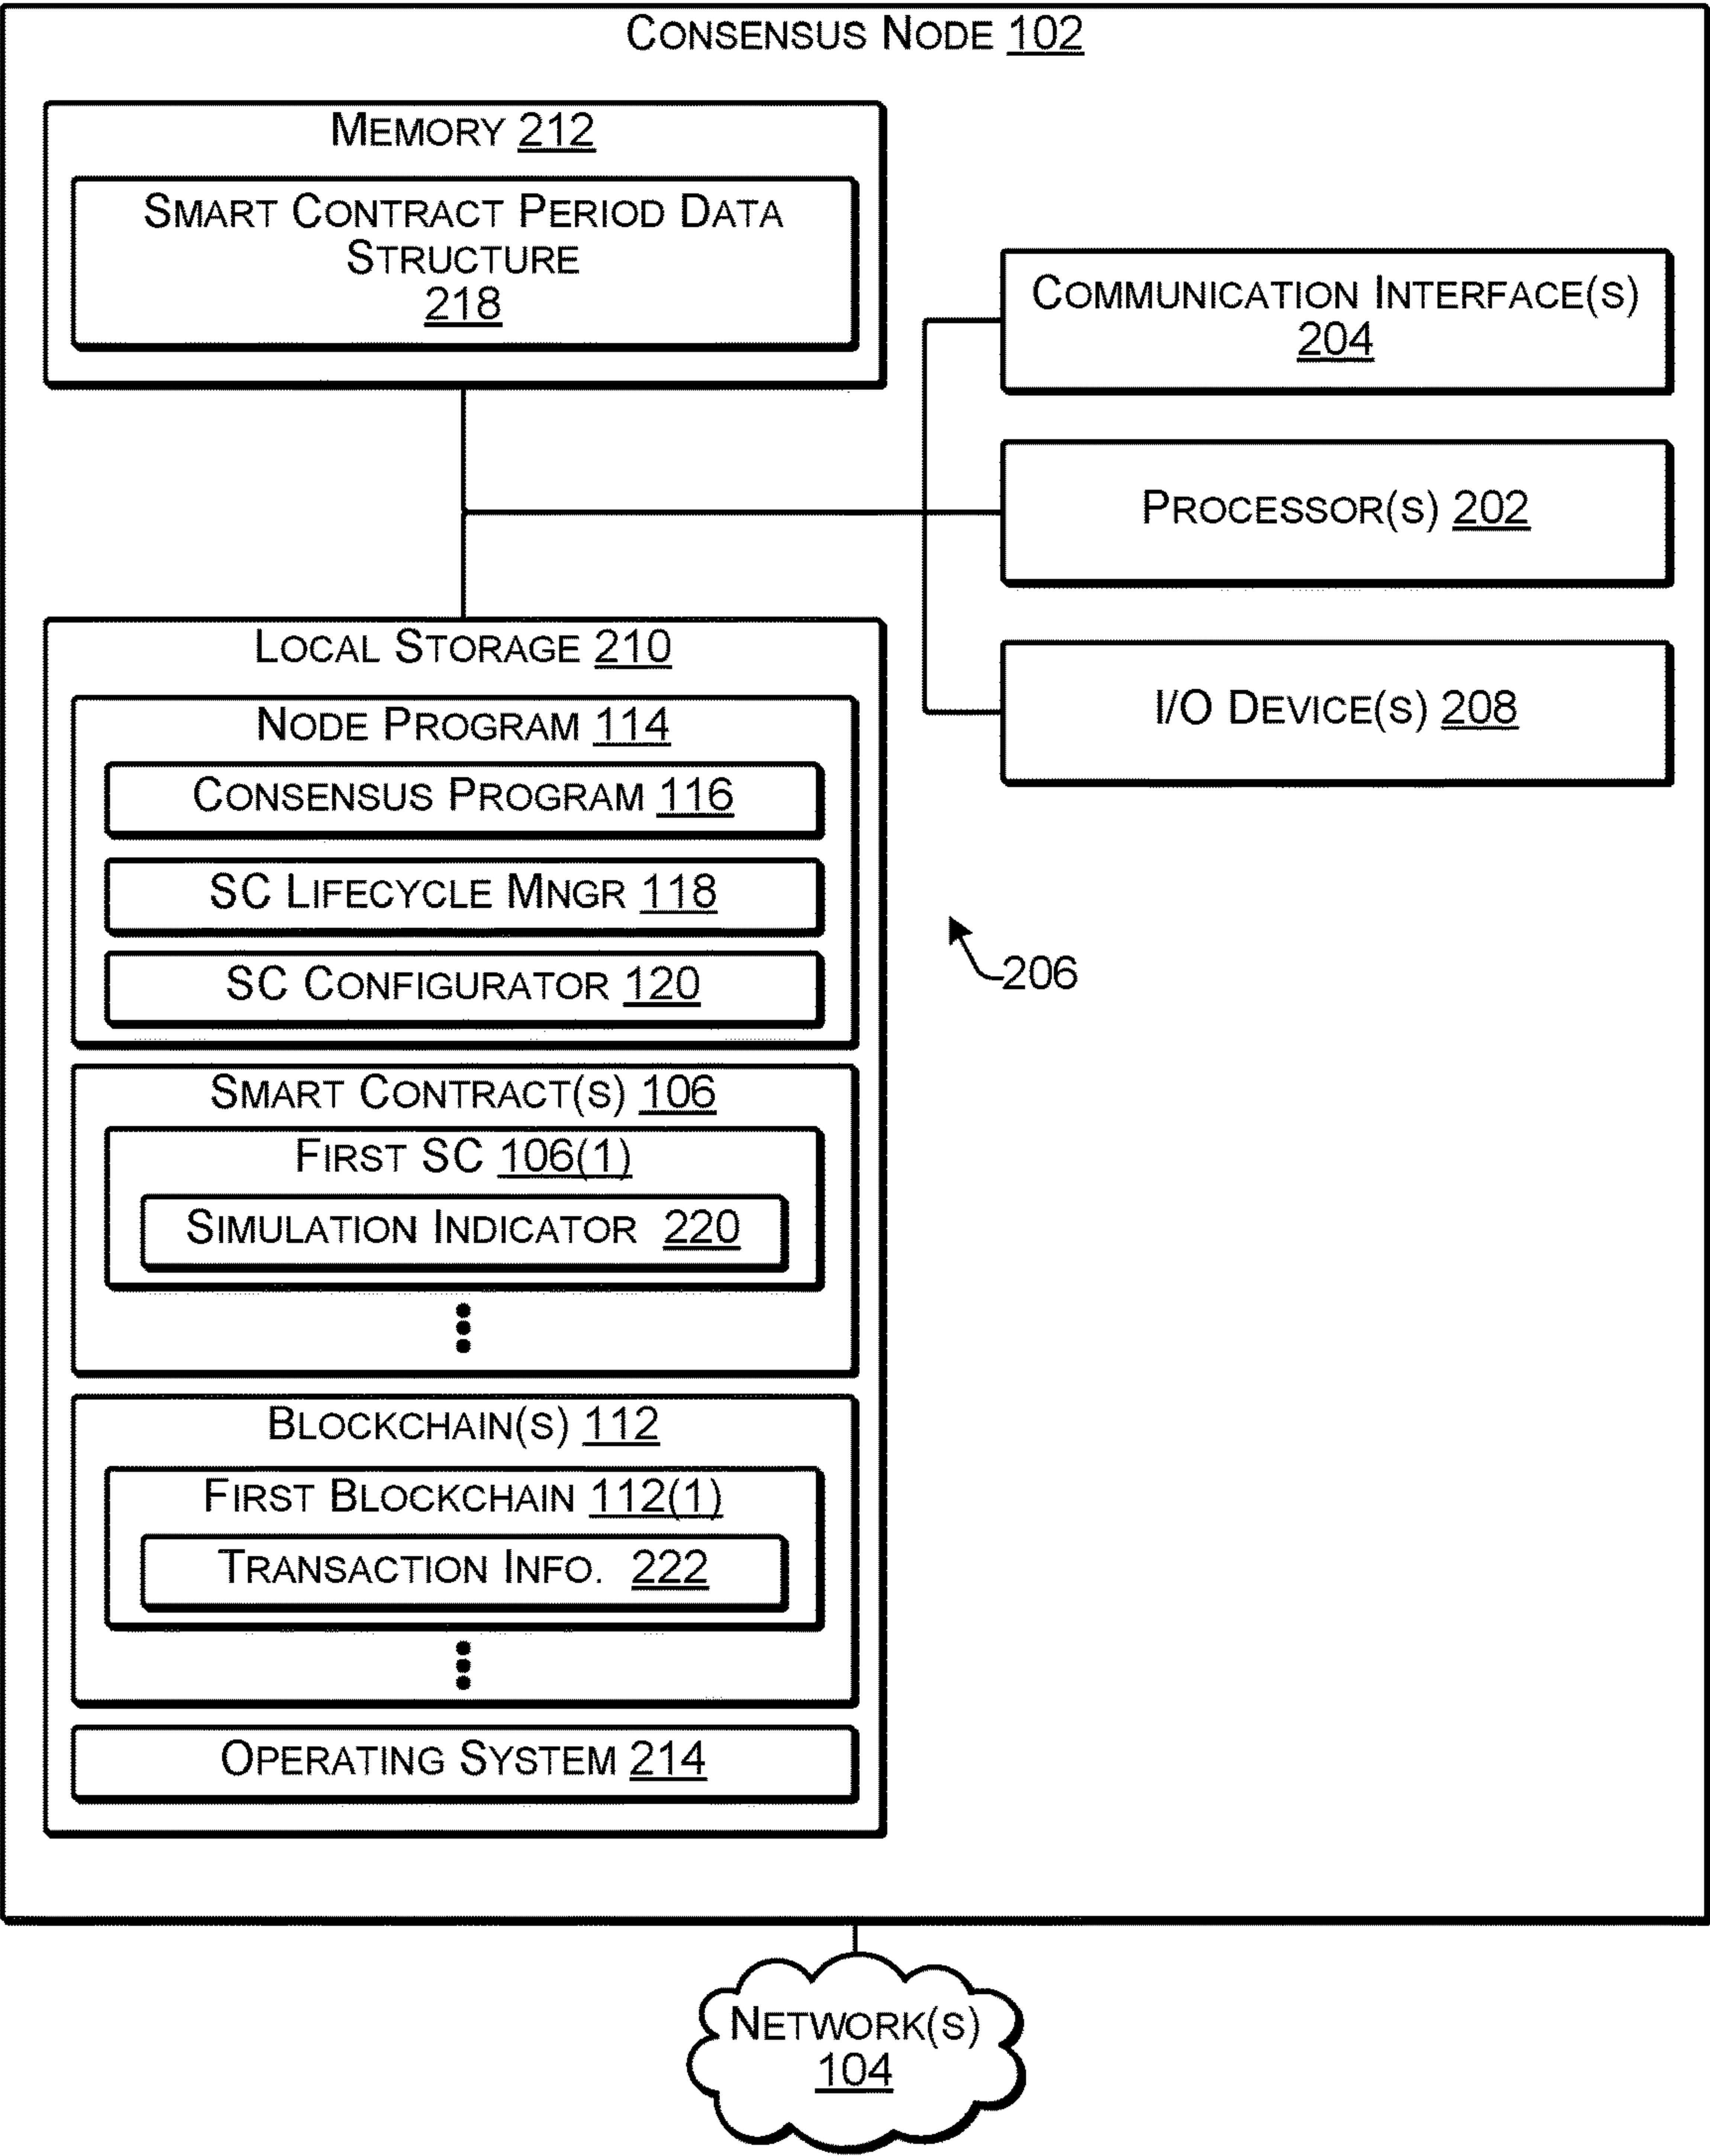 CONSENSUS NODE 102
MEMORY 212
SMART CONTRACT PERIOD DATA
STRUCTURE
218
COMMUNICATION INTERFACE(S)
204
PROCESSOR(S) 202
I/O DEVICE(S) 208
LOCAL STORAGE 210
NODE PROGRAM 114
CONSENSUS PROGRAM 116
SC LIFECYCLE MNGR 118
SC CONFIGURATOR 120
206
SMART CONTRACT(S) 106
FIRST SC 106(1)
SIMULATION INDICATOR 220
BLOCKCHAIN(S) 112
FIRST BLOCKCHAIN 112(1)
TRANSACTION INFO. 222
OPERATING SYSTEM 214
NETWORK(S)
104